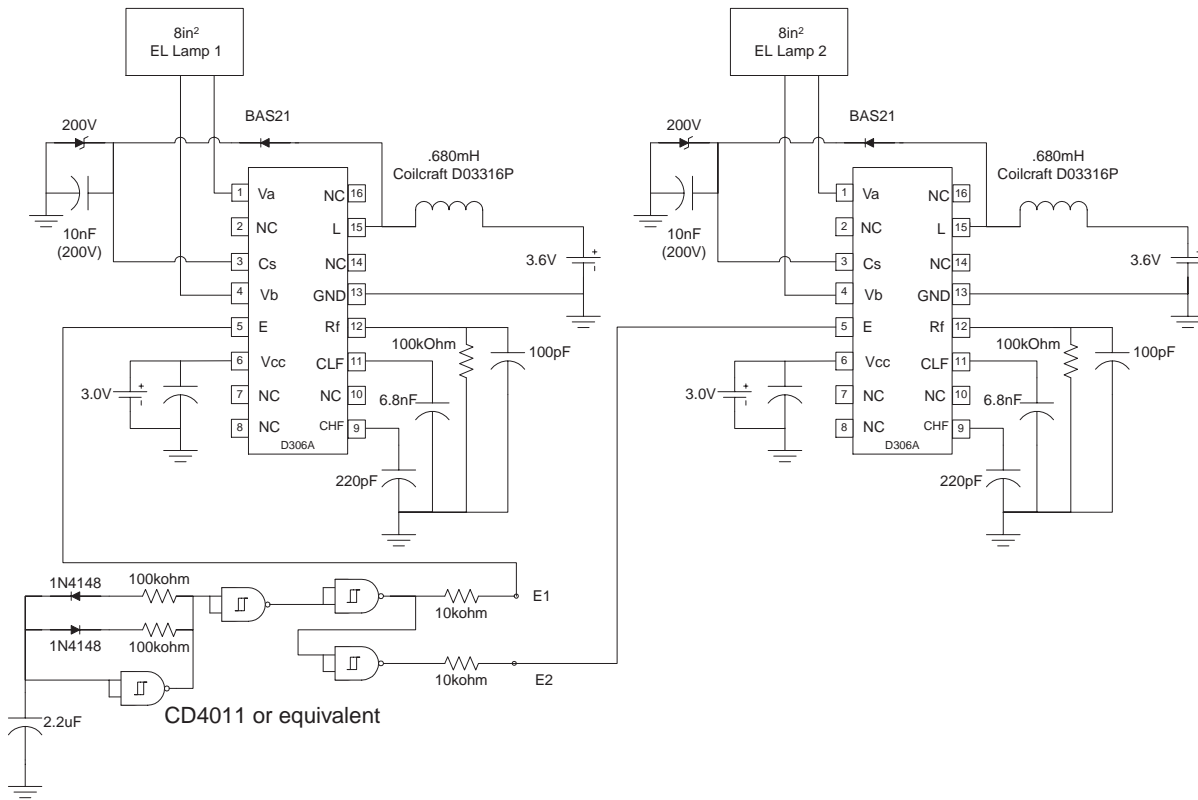 8in²
EL Lamp 1
200V
BAS21
.680mH
Coilcraft D03316P
10nF
(200V)
1 Va
2 NC
3 Cs
4 Vb
5 E
6 Vcc
7 NC
8 NC
NC 16
L 15
NC 14
GND 13
Rf 12
CLF 11
NC 10
CHF 9
D306A
+
3.6V
-
+
3.0V
-
100kOhm
100pF
6.8nF
220pF
8in²
EL Lamp 2
200V
BAS21
.680mH
Coilcraft D03316P
10nF
(200V)
1 Va
2 NC
3 Cs
4 Vb
5 E
6 Vcc
7 NC
8 NC
NC 16
L 15
NC 14
GND 13
Rf 12
CLF 11
NC 10
CHF 9
D306A
+
3.6V
-
+
3.0V
-
100kOhm
100pF
6.8nF
220pF
1N4148
100kohm
1N4148
100kohm
10kohm
E1
10kohm
E2
CD4011 or equivalent
2.2uF